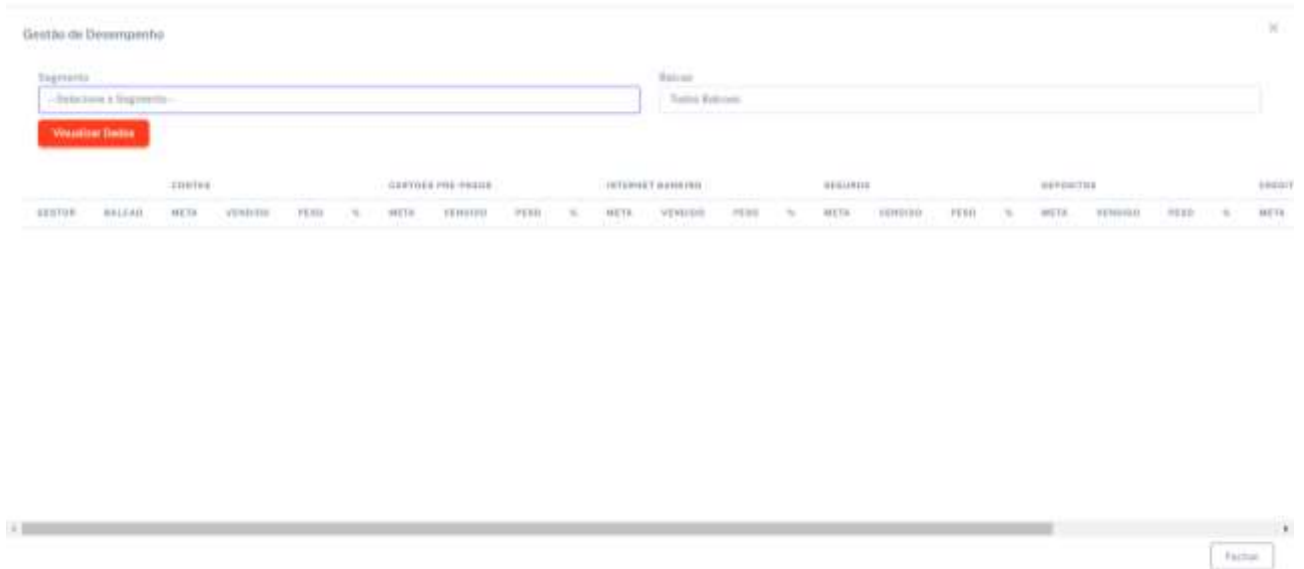 Gestão de Desempenho
×
Segmento
--Selecione o Segmento--
Balcao
Todos Balcoes
Visualizar Dados
CONTAS CARTOES PRE-PAGOS INTERNET BANKING SEGUROS DEPOSITOS CREDIT
GESTOR BALCAO META VENDIDO PESO % META VENDIDO PESO % META VENDIDO PESO % META VENDIDO PESO % META VENDIDO PESO % META
Fechar